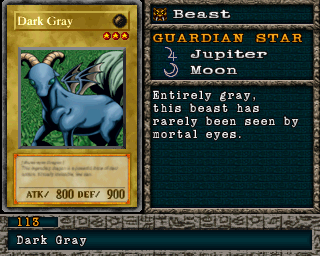 Dark Gray
Beast
GUARDIAN STAR
Jupiter
Moon
Entirely gray,
this beast has
rarely been seen by
mortal eyes.
ATK/ 800 DEF/ 900
113
Dark Gray